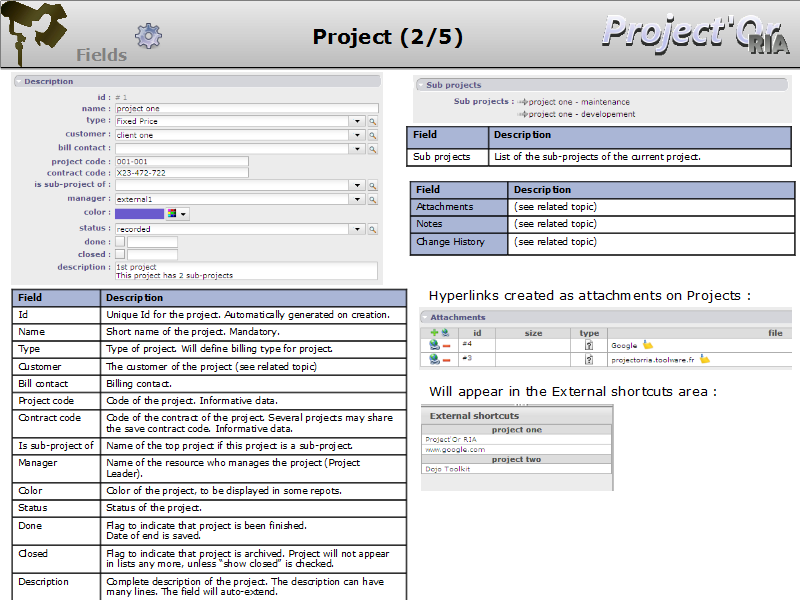 Project (2/5)
Fields
Project'Or
RIA
Description
id : # 1
name : project one
type : Fixed Price
customer : client one
bill contact :
project code : 001-001
contract code : X23-472-722
is sub-project of :
manager : external1
color :
status : recorded
done :
closed :
description : 1st project
This project has 2 sub-projects
Field Description
Id Unique Id for the project. Automatically generated on creation.
Name Short name of the project. Mandatory.
Type Type of project. Will define billing type for project.
Customer The customer of the project (see related topic)
Bill contact Billing contact.
Project code Code of the project. Informative data.
Contract code Code of the contract of the project. Several projects may share
the save contract code. Informative data.
Is sub-project of Name of the top project if this project is a sub-project.
Manager Name of the resource who manages the project (Project
Leader).
Color Color of the project, to be displayed in some repots.
Status Status of the project.
Done Flag to indicate that project is been finished.
Date of end is saved.
Closed Flag to indicate that project is archived. Project will not appear
in lists any more, unless “show closed” is checked.
Description Complete description of the project. The description can have
many lines. The field will auto-extend.
Sub projects
Sub projects : project one - maintenance
project one - developement
Field Description
Sub projects List of the sub-projects of the current project.
Field Description
Attachments (see related topic)
Notes (see related topic)
Change History (see related topic)
Hyperlinks created as attachments on Projects :
Attachments
id size type file
#4 Google
#3 projectorria.toolware.fr
Will appear in the External shortcuts area :
External shortcuts
project one
Project'Or RIA
www.google.com
project two
Dojo Toolkit